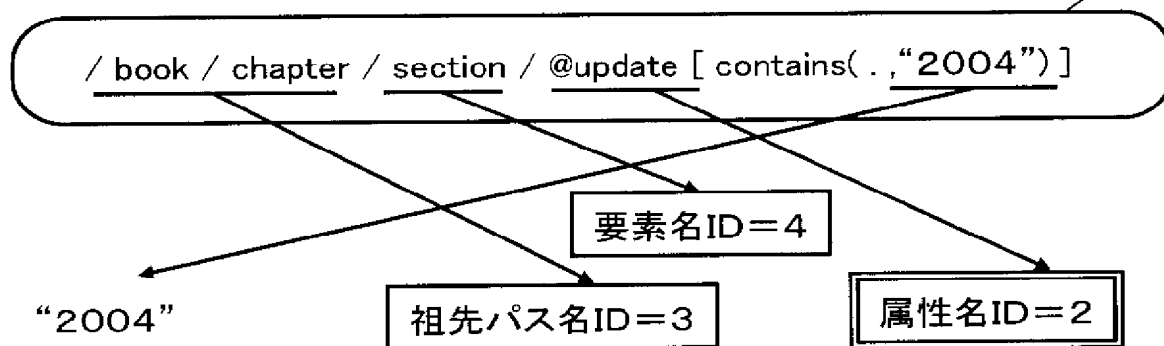 / book / chapter / section / @update [ contains( . ,“2004”) ]
要素名ID＝4
“2004”
祖先パス名ID＝3
属性名ID＝2